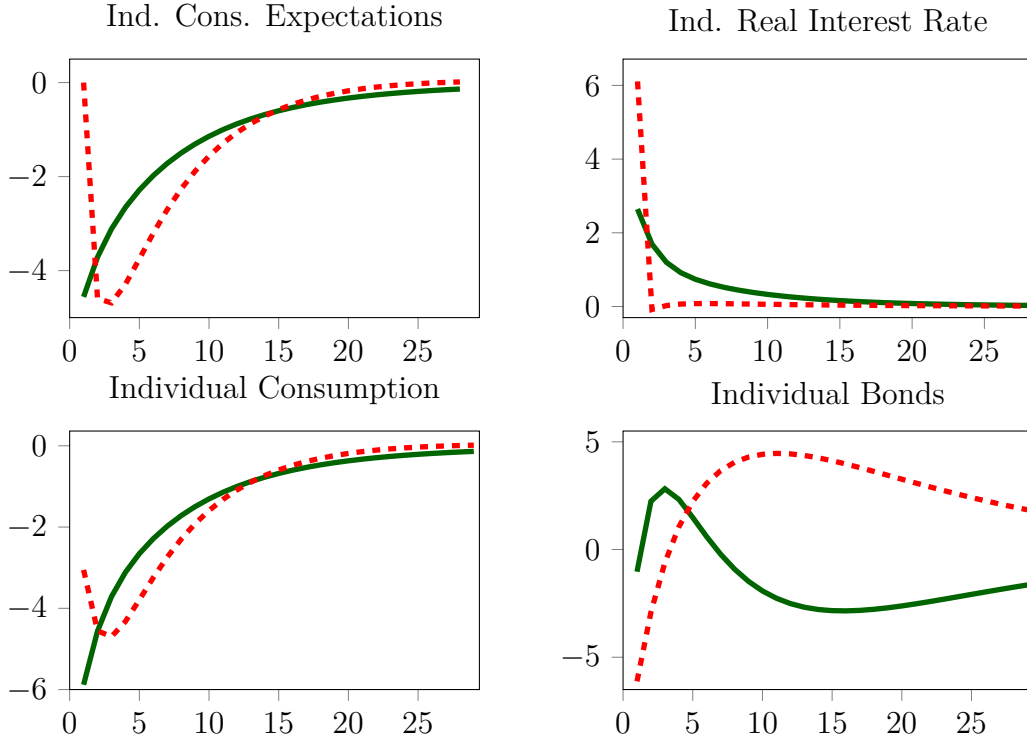 Ind. Cons. Expectations
0
−2
−4
0 5 10 15 20 25
Ind. Real Interest Rate
6
4
2
0
0 5 10 15 20 25
Individual Consumption
0
−2
−4
−6
0 5 10 15 20 25
Individual Bonds
5
0
−5
0 5 10 15 20 25